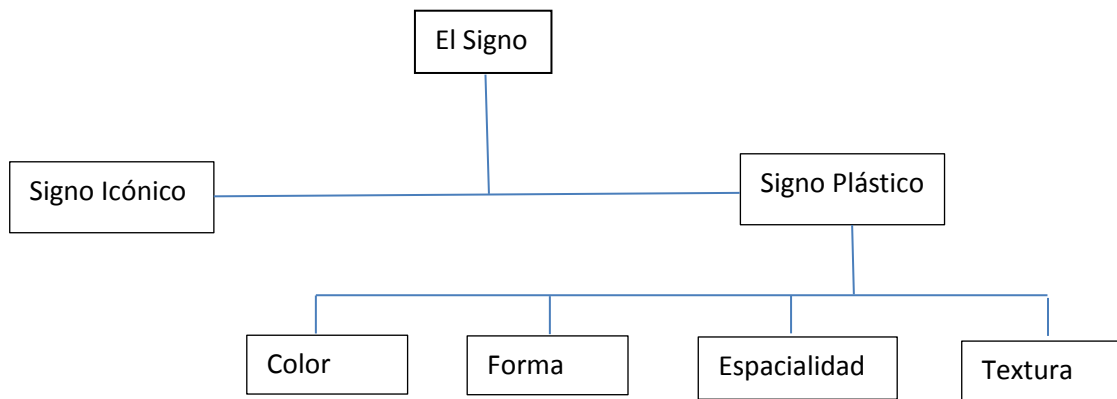 El Signo
Signo Icónico
Signo Plástico
Color
Forma
Espacialidad
Textura